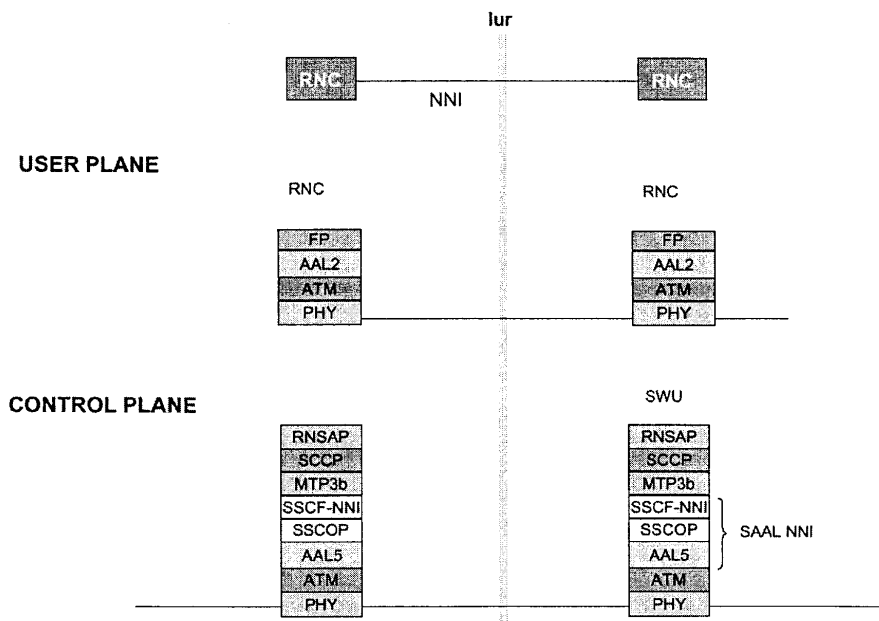 Iur
RNC RNC
NNI
USER PLANE
RNC RNC
FP FP
AAL2 AAL2
ATM ATM
PHY PHY
CONTROL PLANE
SWU
RNSAP RNSAP
SCCP SCCP
MTP3b MTP3b
SSCF-NNI SSCF-NNI
SSCOP SSCOP
SAAL NNI
AAL5 AAL5
ATM ATM
PHY PHY